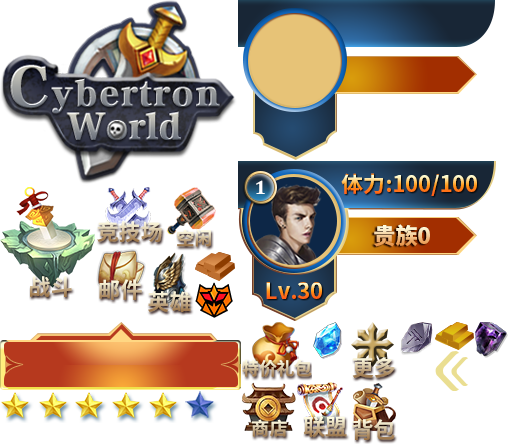 Cybertron
World
1
体力:100/100
贵族0
Lv.30
竞技场
空闲
战斗
邮件
英雄
特价礼包
更多
商店
联盟
背包